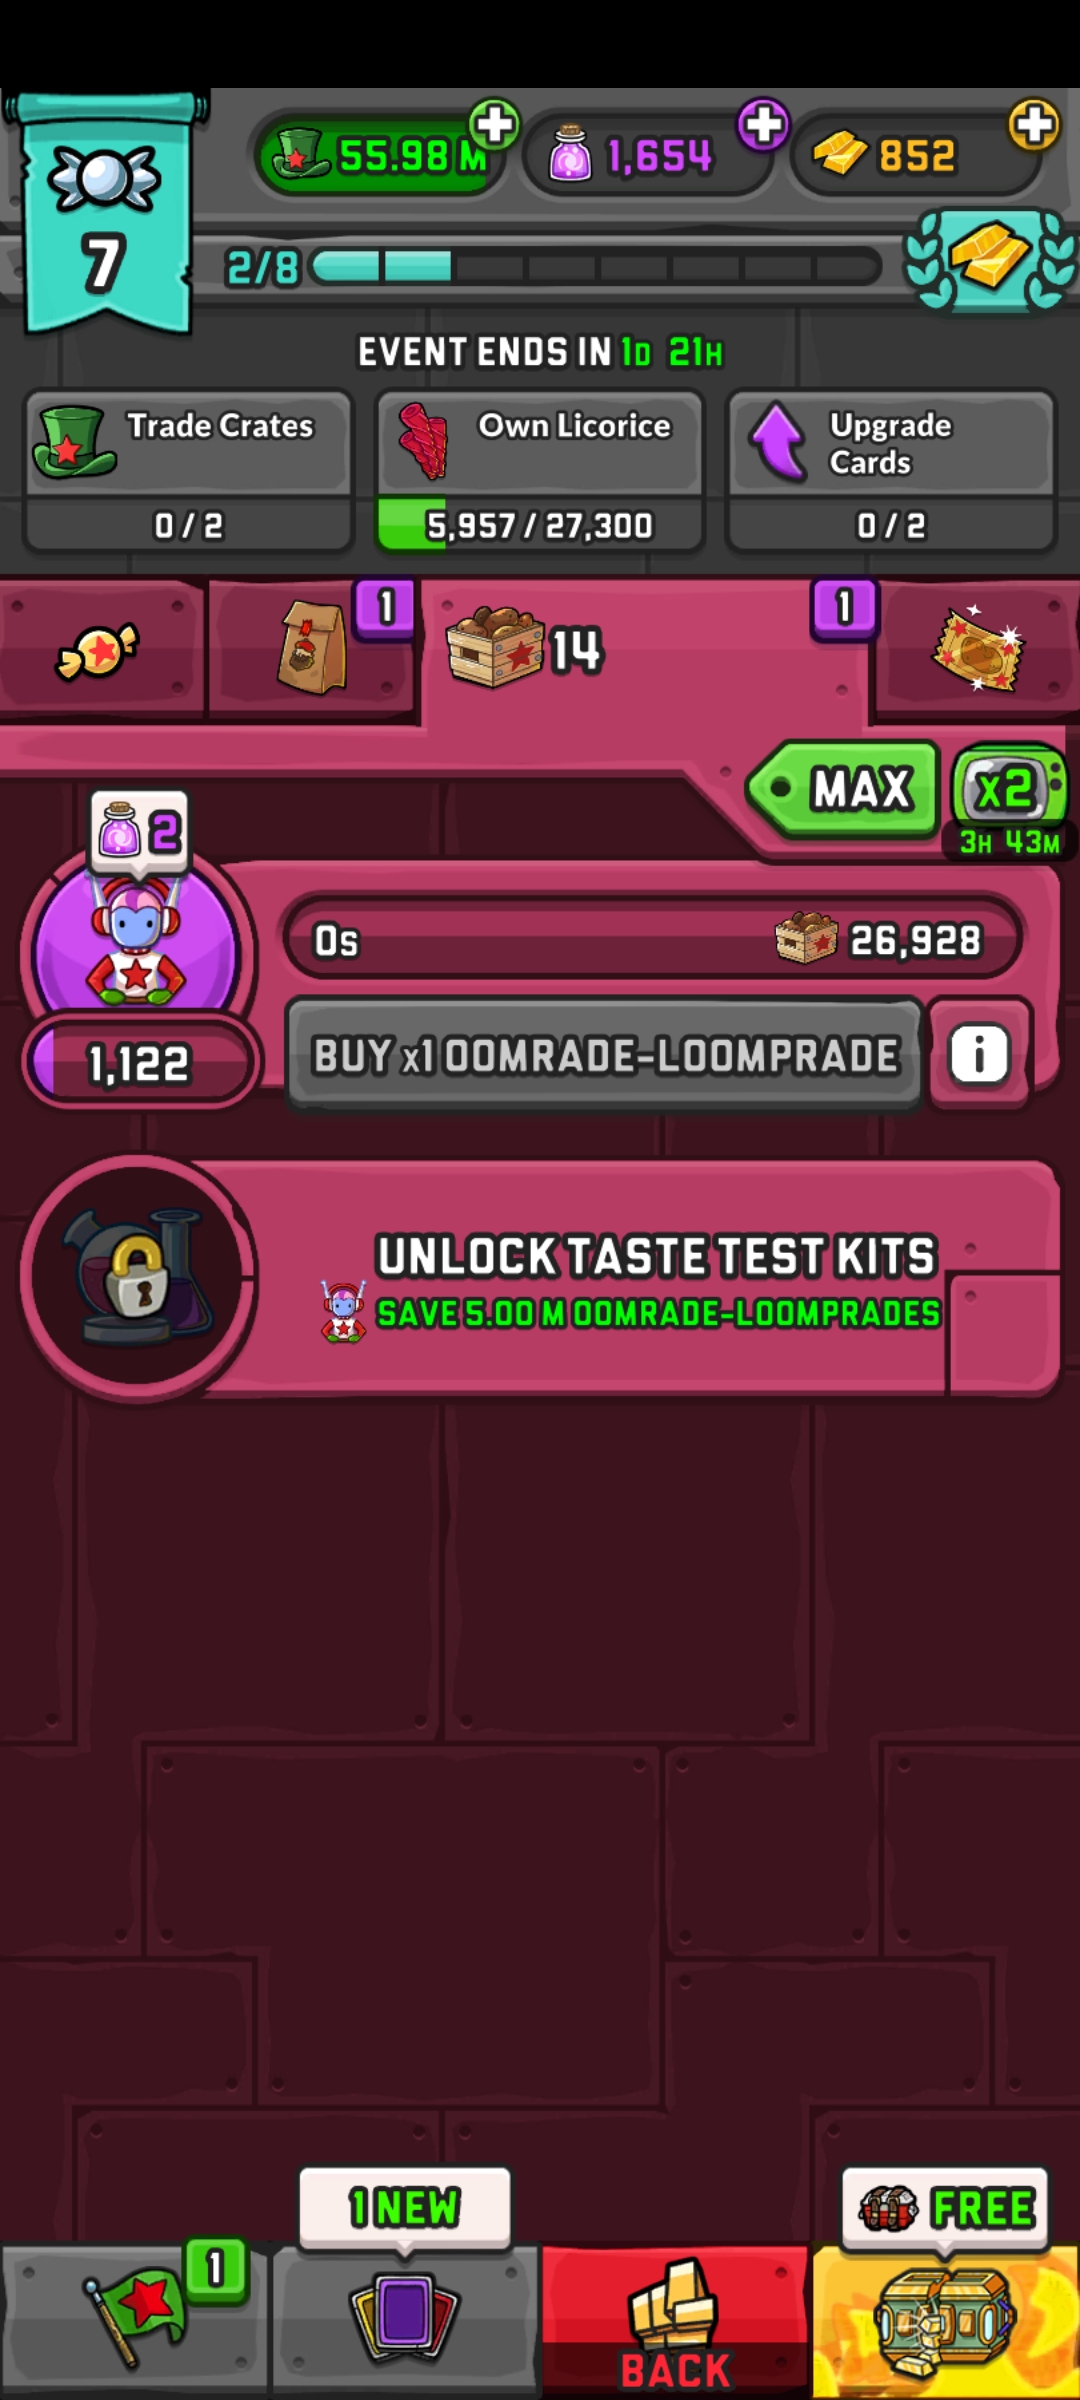 55.98 M
1,654
852
7
2/8
EVENT ENDS IN 1D 21H
Trade Crates
0 / 2
Own Licorice
5,957 / 27,300
Upgrade
Cards
0 / 2
1
14
1
MAX
x2
3H 43M
2
0s
26,928
1,122
BUY x1 OOMRADE-LOOMPRADE
i
UNLOCK TASTE TEST KITS
SAVE 5.00 M OOMRADE-LOOMPRADES
1 NEW
FREE
1
BACK